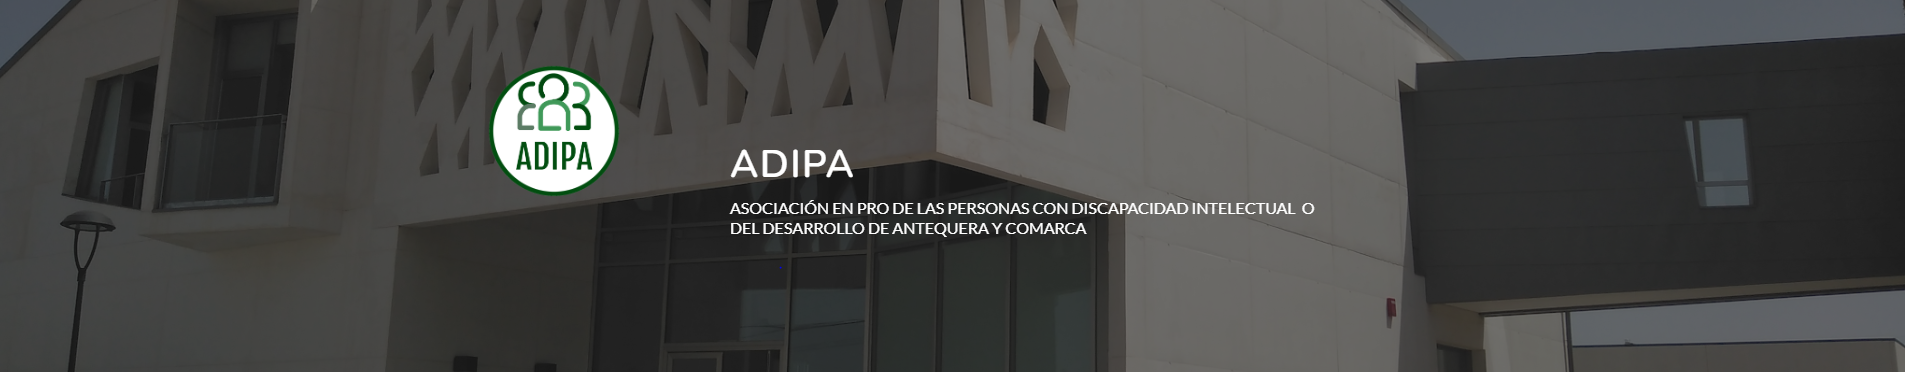 ADIPA
ADIPA
ASOCIACIÓN EN PRO DE LAS PERSONAS CON DISCAPACIDAD INTELECTUAL O
DEL DESARROLLO DE ANTEQUERA Y COMARCA